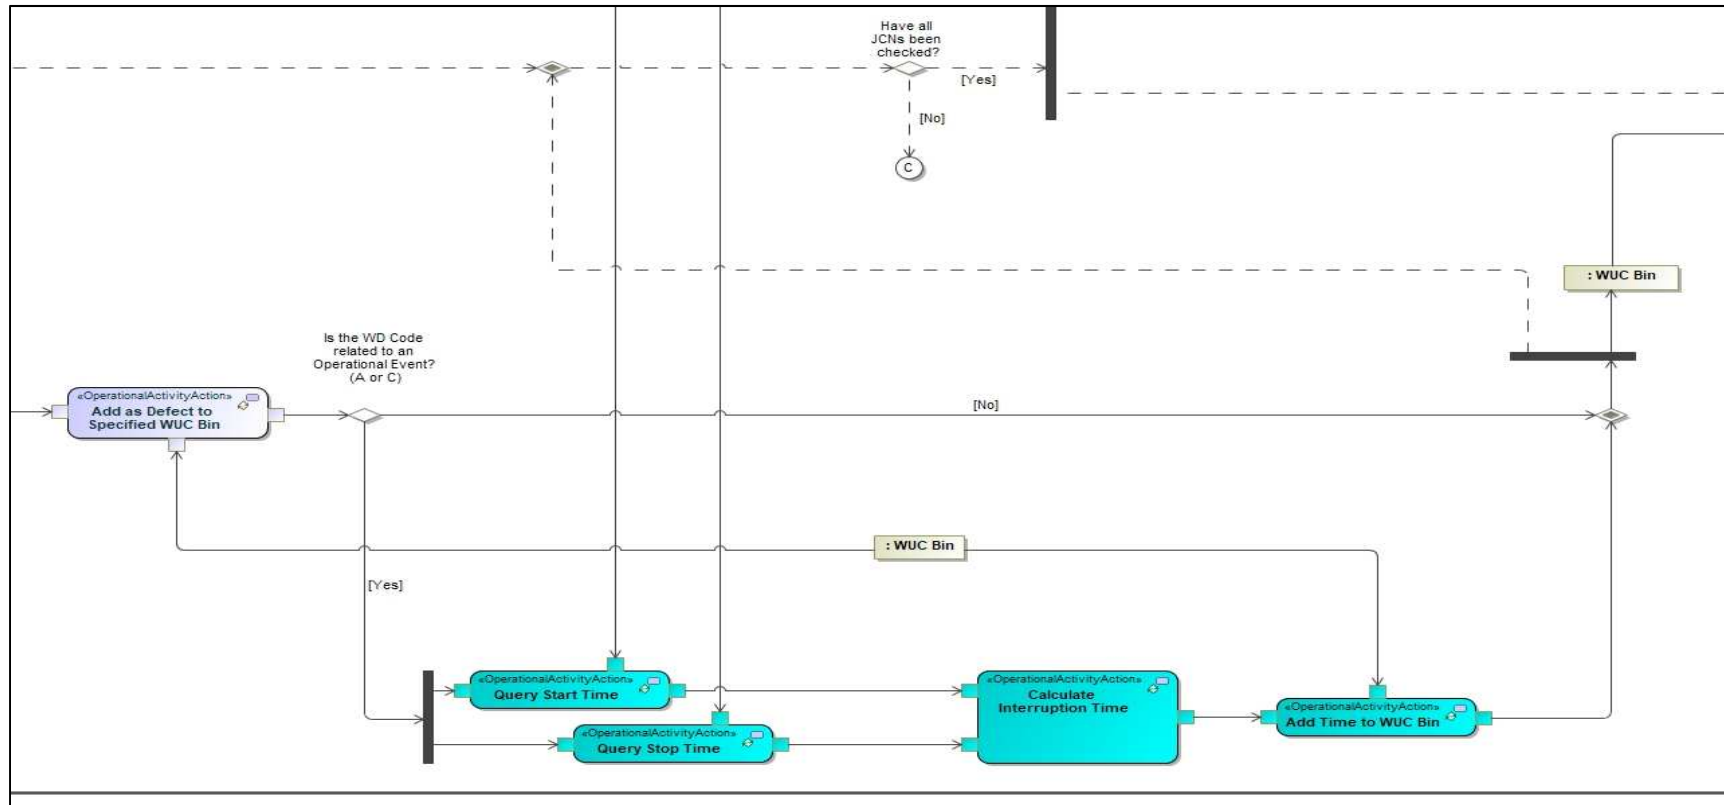 Have all
JCNs been
checked?
[Yes]
[No]
C
: WUC Bin
Is the WD Code
related to an
Operational Event?
(A or C)
«OperationalActivityAction»
Add as Defect to
Specified WUC Bin
[No]
: WUC Bin
[Yes]
«OperationalActivityAction»
Query Start Time
«OperationalActivityAction»
Query Stop Time
«OperationalActivityAction»
Calculate
Interruption Time
«OperationalActivityAction»
Add Time to WUC Bin